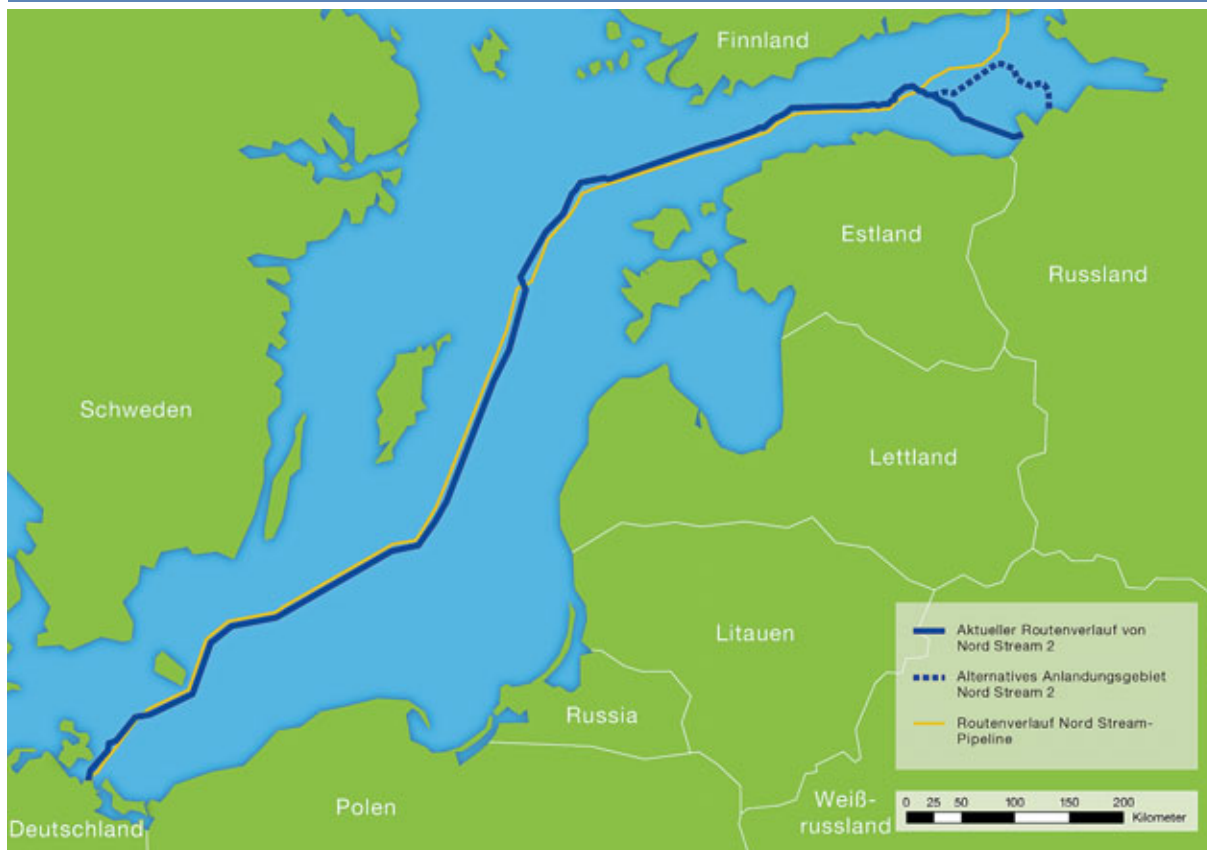 Finnland
Estland
Russland
Schweden
Lettland
Litauen
Russia
Polen
Weiß-
russland
Deutschland
Aktueller Routenverlauf von
Nord Stream 2
Alternatives Anlandungsgebiet
Nord Stream 2
Routenverlauf Nord Stream-
Pipeline
0 25 50 100 150 200
Kilometer